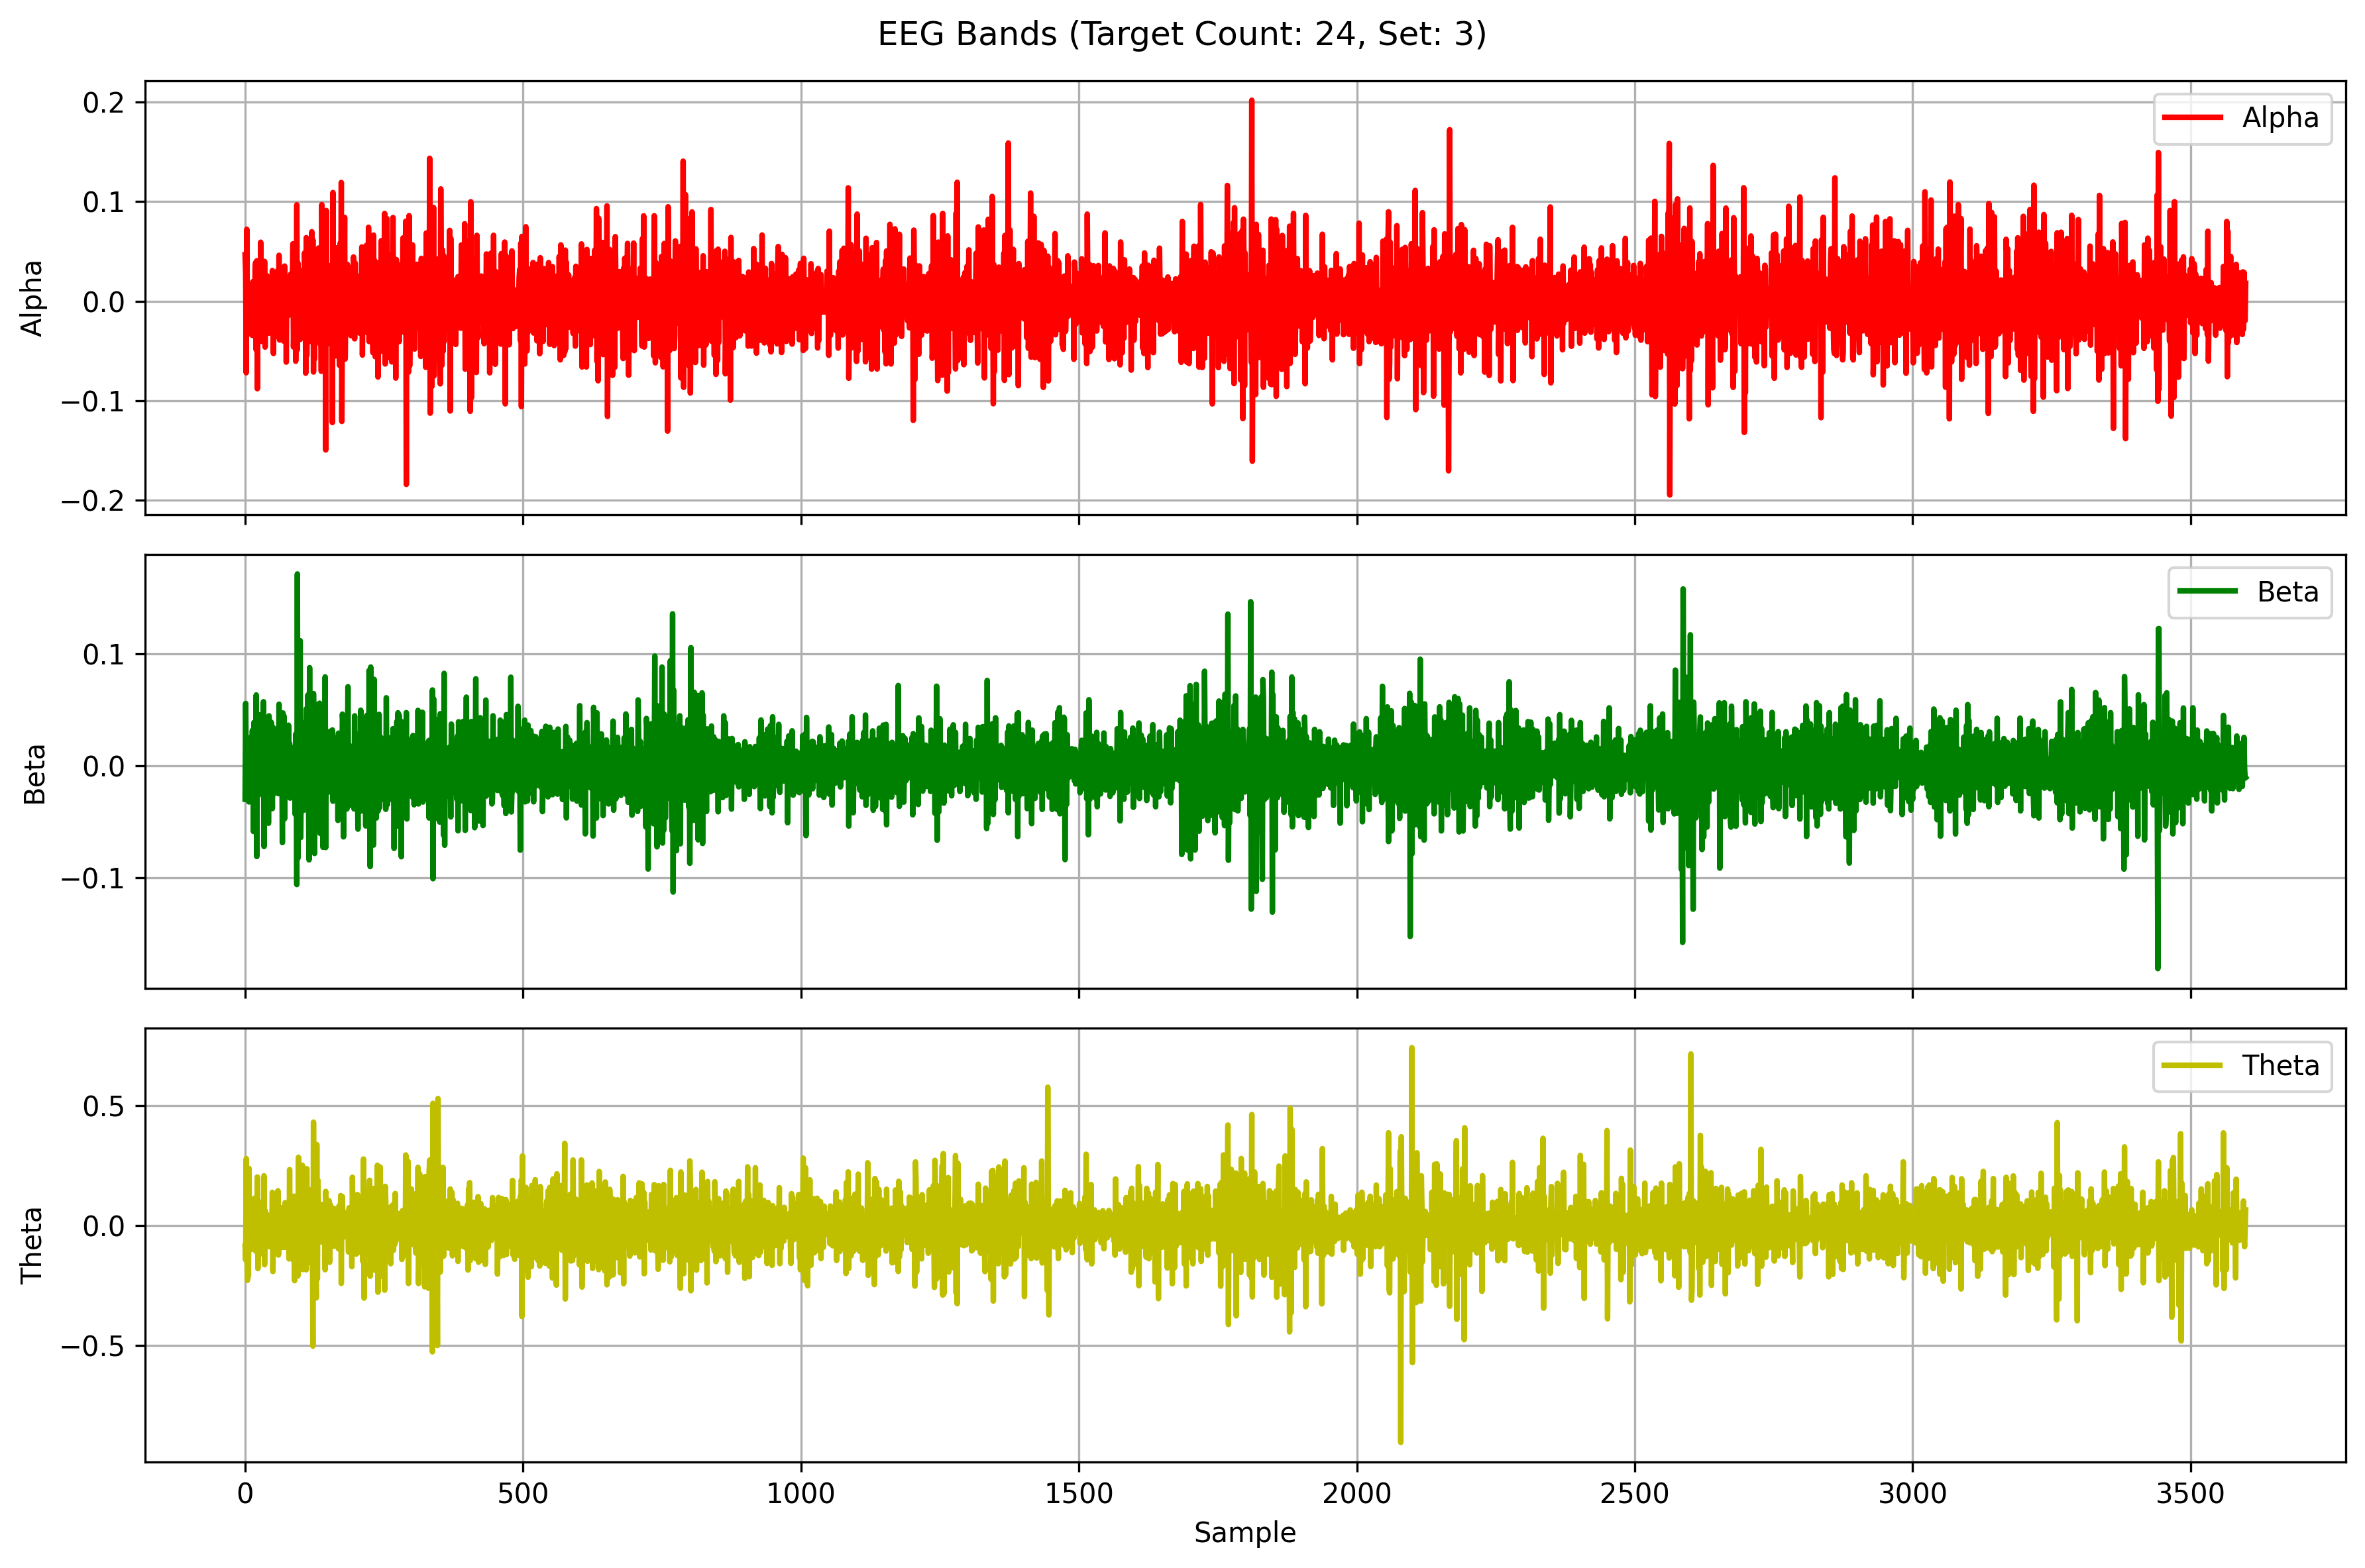 EEG Bands (Target Count: 24, Set: 3)
0.2
0.1
0.0
−0.1
−0.2
Alpha
Alpha
0.1
0.0
−0.1
Beta
Beta
0.5
0.0
−0.5
Theta
Theta
0 500 1000 1500 2000 2500 3000 3500
Sample